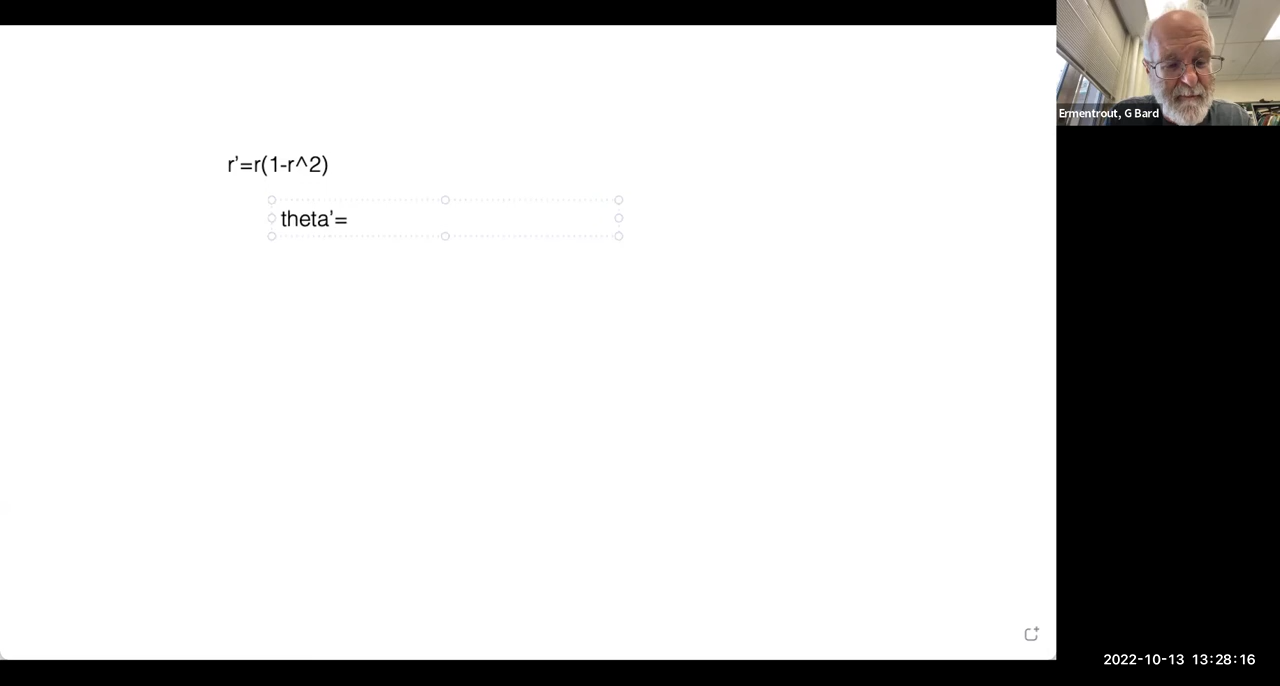 r’=r(1-r^2)
theta’=
Ermentrout, G Bard
2022-10-13 13:28:16